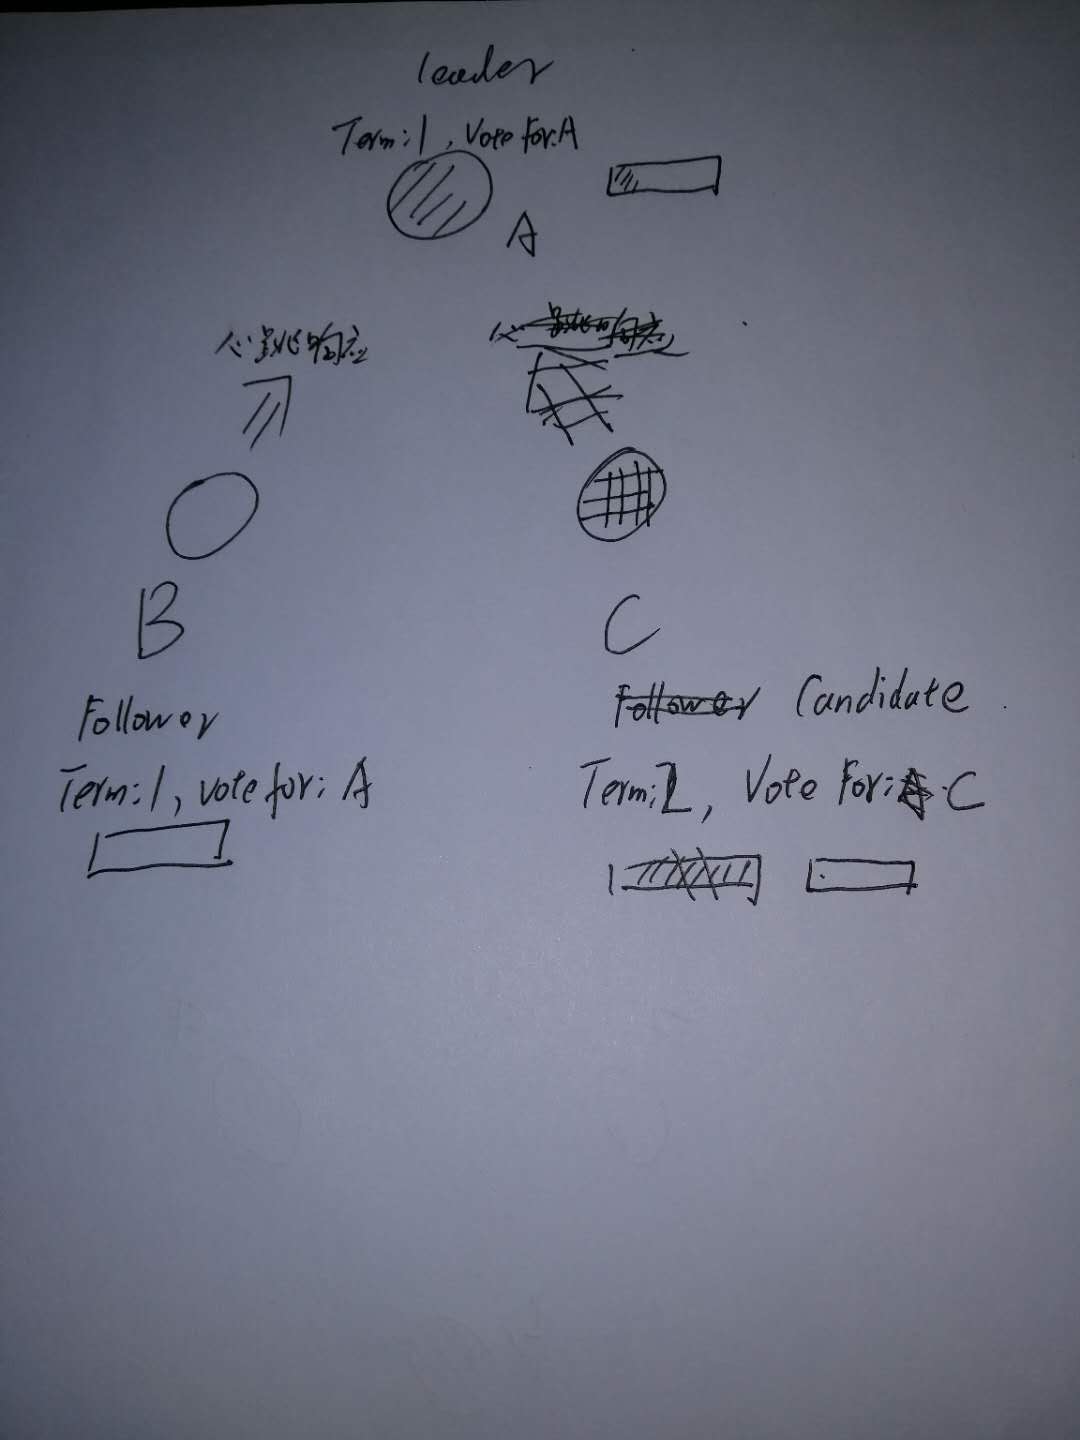 leader
Term:1, Vote For:A
A
心跳响应
B
C
Follower
Follower Candidate
Term:1, vote for: A
Term:2, Vote For: C